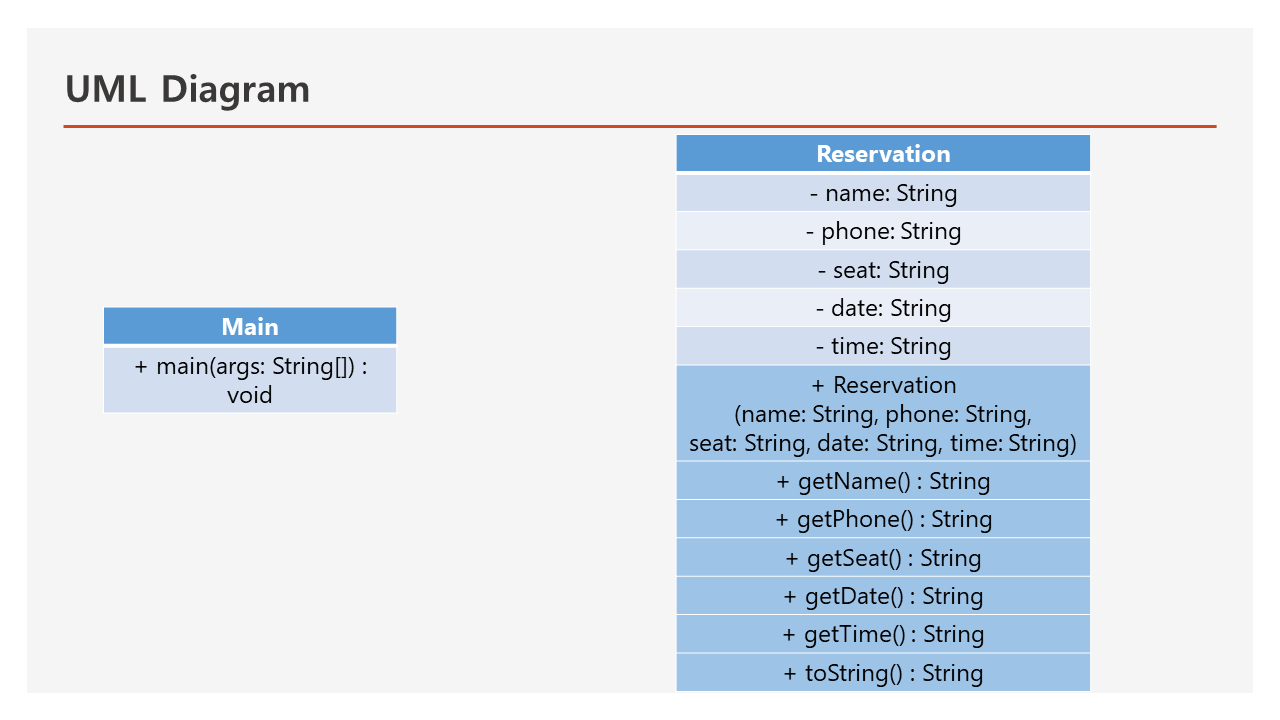 UML Diagram
Main
+ main(args: String[]) :
void
Reservation
- name: String
- phone: String
- seat: String
- date: String
- time: String
+ Reservation
(name: String, phone: String,
seat: String, date: String, time: String)
+ getName() : String
+ getPhone() : String
+ getSeat() : String
+ getDate() : String
+ getTime() : String
+ toString() : String